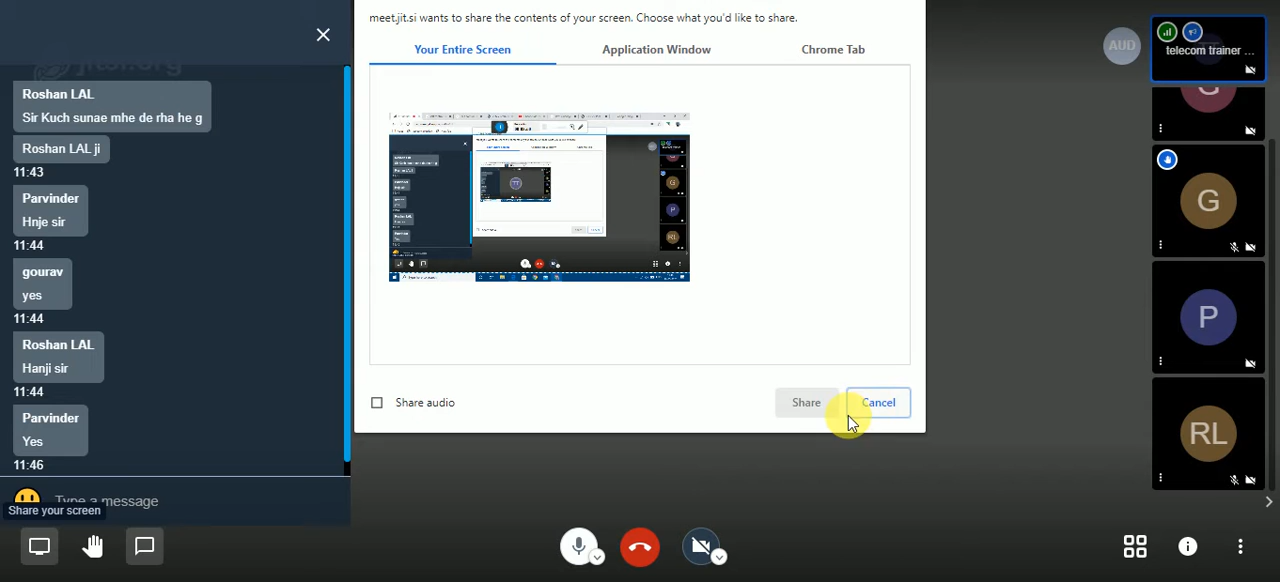 meet.jit.si wants to share the contents of your screen. Choose what you'd like to share.
Your Entire Screen
Application Window
Chrome Tab
Share audio
Share
Cancel
jitsi.org
Roshan LAL
Sir Kuch sunae mhe de rha he g
Roshan LAL ji
11:43
Parvinder
Hnje sir
11:44
gourav
yes
11:44
Roshan LAL
Hanji sir
11:44
Parvinder
Yes
11:46
Type a message
Share your screen
AUD
telecom trainer ...
G
G
P
RL